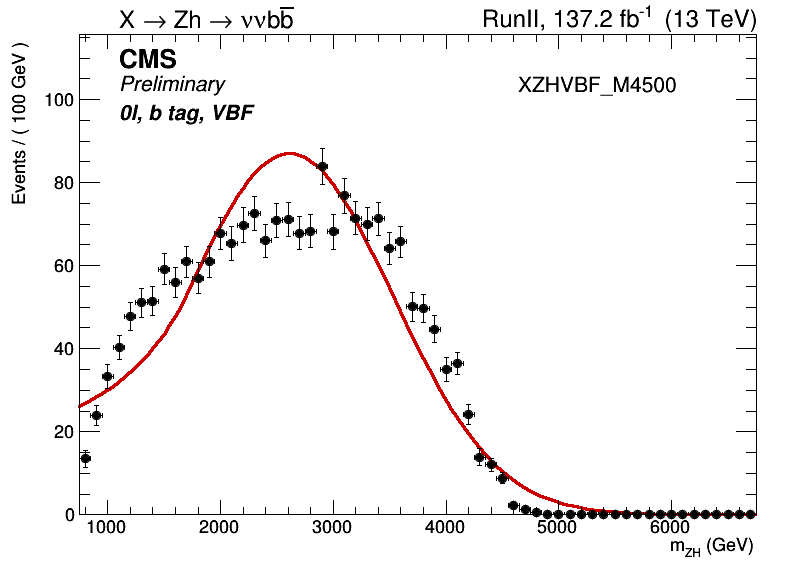 X → Zh → ννbb̅ RunII, 137.2 fb⁻¹ (13 TeV)
CMS
Preliminary
0l, b tag, VBF
XZHVBF_M4500
Events / ( 100 GeV )
100
80
60
40
20
0
1000 2000 3000 4000 5000 6000
m_ZH (GeV)